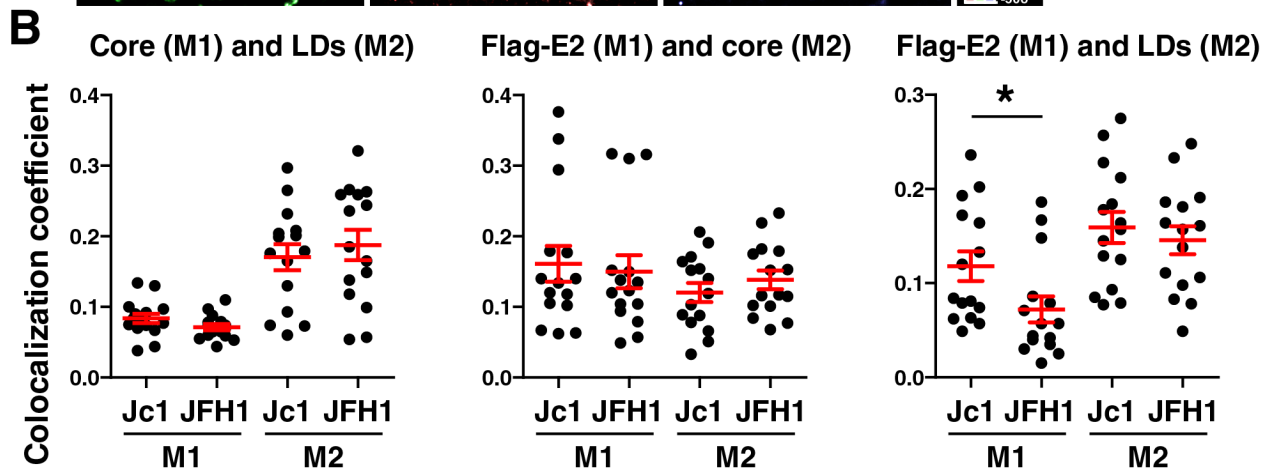 B
Core (M1) and LDs (M2)
Flag-E2 (M1) and core (M2)
Flag-E2 (M1) and LDs (M2)
Colocalization coefficient
0.4
0.3
0.2
0.1
0.0
Jc1 JFH1 Jc1 JFH1
M1 M2
0.4
0.3
0.2
0.1
0.0
Jc1 JFH1 Jc1 JFH1
M1 M2
0.3
*
0.2
0.1
0.0
Jc1 JFH1 Jc1 JFH1
M1 M2